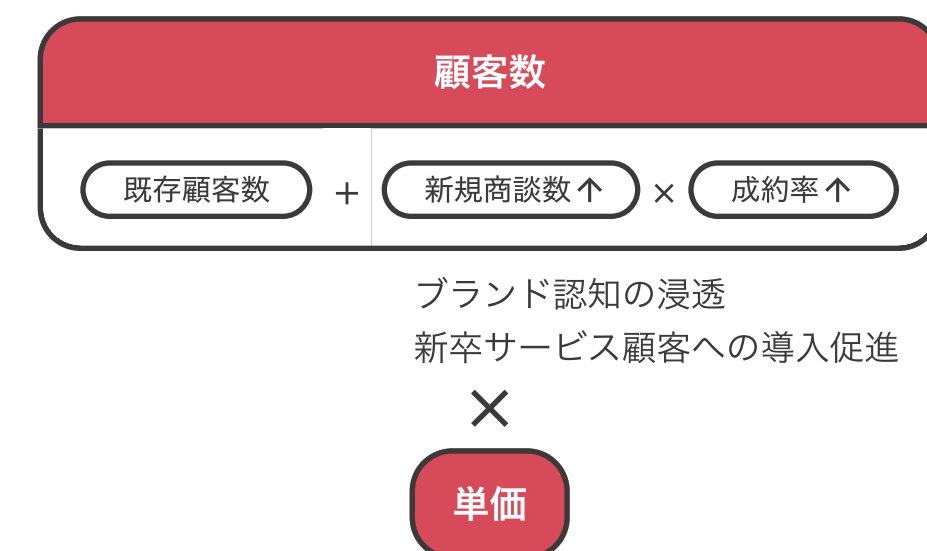 顧客数
既存顧客数 + 新規商談数↑ × 成約率↑
ブランド認知の浸透
新卒サービス顧客への導入促進
×
単価